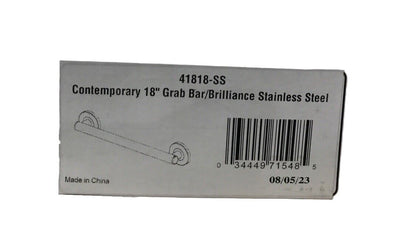 41818-SS
Contemporary 18" Grab Bar/Brilliance Stainless Steel
0 34449 71548 5
Made in China
08/05/23